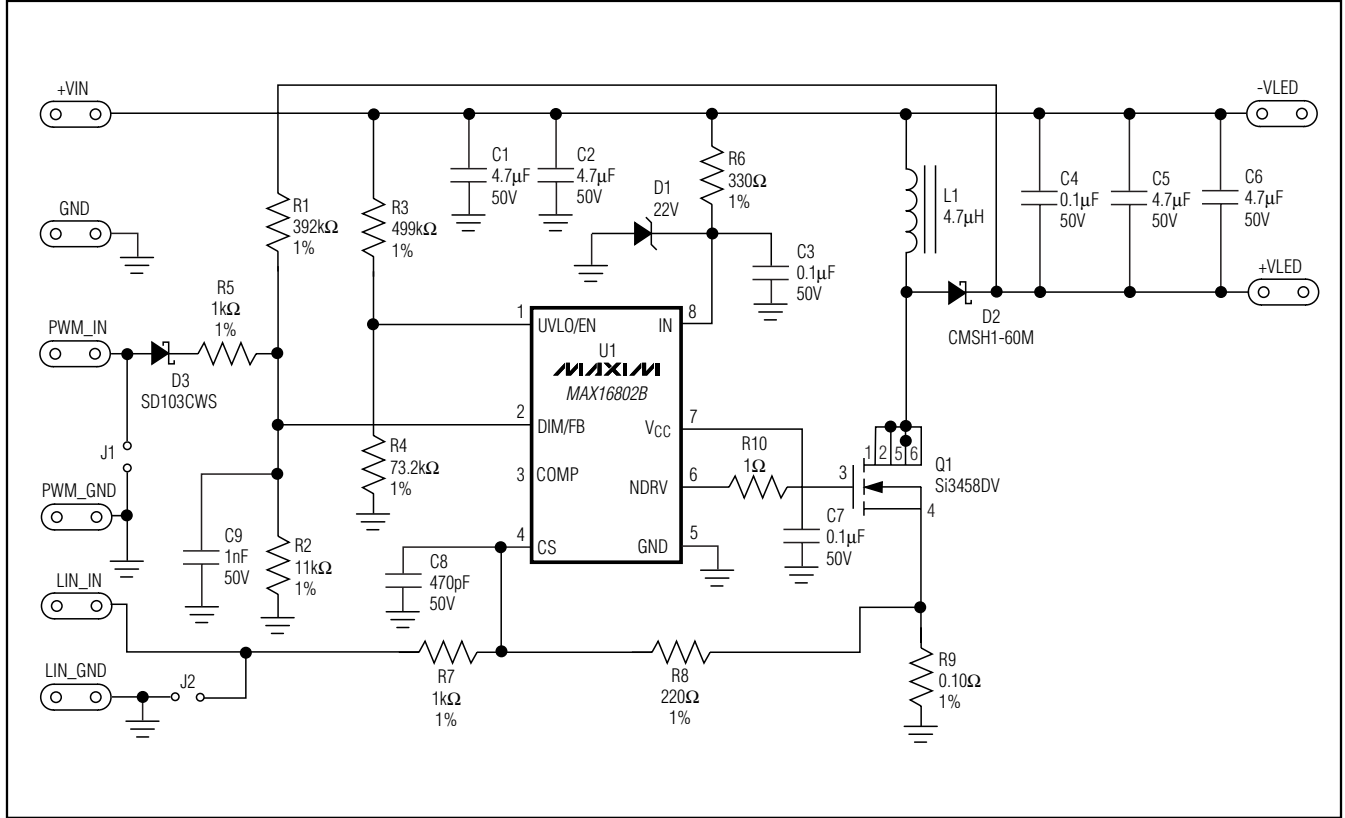 +VIN
-VLED
GND
R1
392kΩ
1%
R3
499kΩ
1%
C1
4.7µF
50V
C2
4.7µF
50V
R6
330Ω
1%
D1
22V
C3
0.1µF
50V
L1
4.7µH
C4
0.1µF
50V
C5
4.7µF
50V
C6
4.7µF
50V
+VLED
D2
CMSH1-60M
PWM_IN
D3
SD103CWS
R5
1kΩ
1%
J1
PWM_GND
1
UVLO/EN
IN
8
U1
MAXIM
MAX16802B
2
DIM/FB
VCC
7
3
COMP
NDRV
6
4
CS
GND
5
R4
73.2kΩ
1%
R10
1Ω
1 2 5 6
3
4
Q1
Si3458DV
C7
0.1µF
50V
C9
1nF
50V
R2
11kΩ
1%
C8
470pF
50V
LIN_IN
LIN_GND
J2
R7
1kΩ
1%
R8
220Ω
1%
R9
0.10Ω
1%